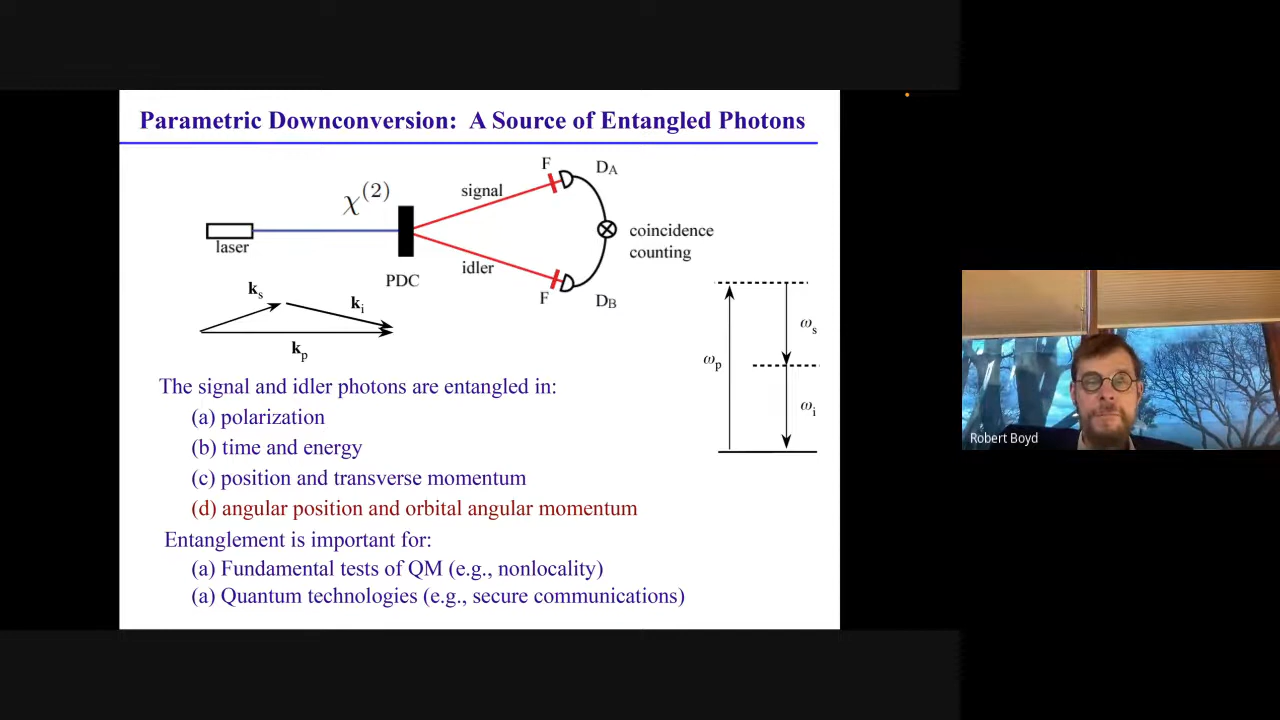 Parametric Downconversion: A Source of Entangled Photons
χ(2)
laser
PDC
signal
idler
F
DA
F
DB
coincidence
counting
ks
ki
kp
ωp
ωs
ωi
The signal and idler photons are entangled in:
(a) polarization
(b) time and energy
(c) position and transverse momentum
(d) angular position and orbital angular momentum
Entanglement is important for:
(a) Fundamental tests of QM (e.g., nonlocality)
(a) Quantum technologies (e.g., secure communications)
Robert Boyd